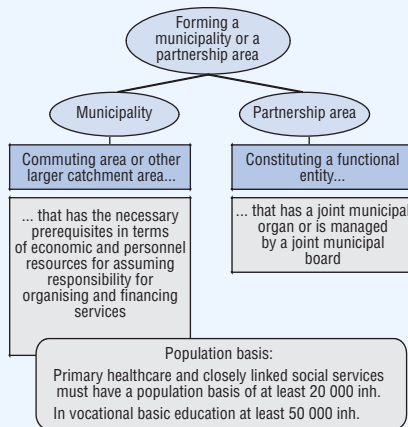 Forming a
municipality or a
partnership area
Municipality
Partnership area
Commuting area or other
larger catchment area...
Constituting a functional
entity...
... that has the necessary
prerequisites in terms
of economic and personnel
resources for assuming
responsibility for
organising and financing
services
... that has a joint municipal
organ or is managed
by a joint municipal
board
Population basis:
Primary healthcare and closely linked social services
must have a population basis of at least 20 000 inh.
In vocational basic education at least 50 000 inh.